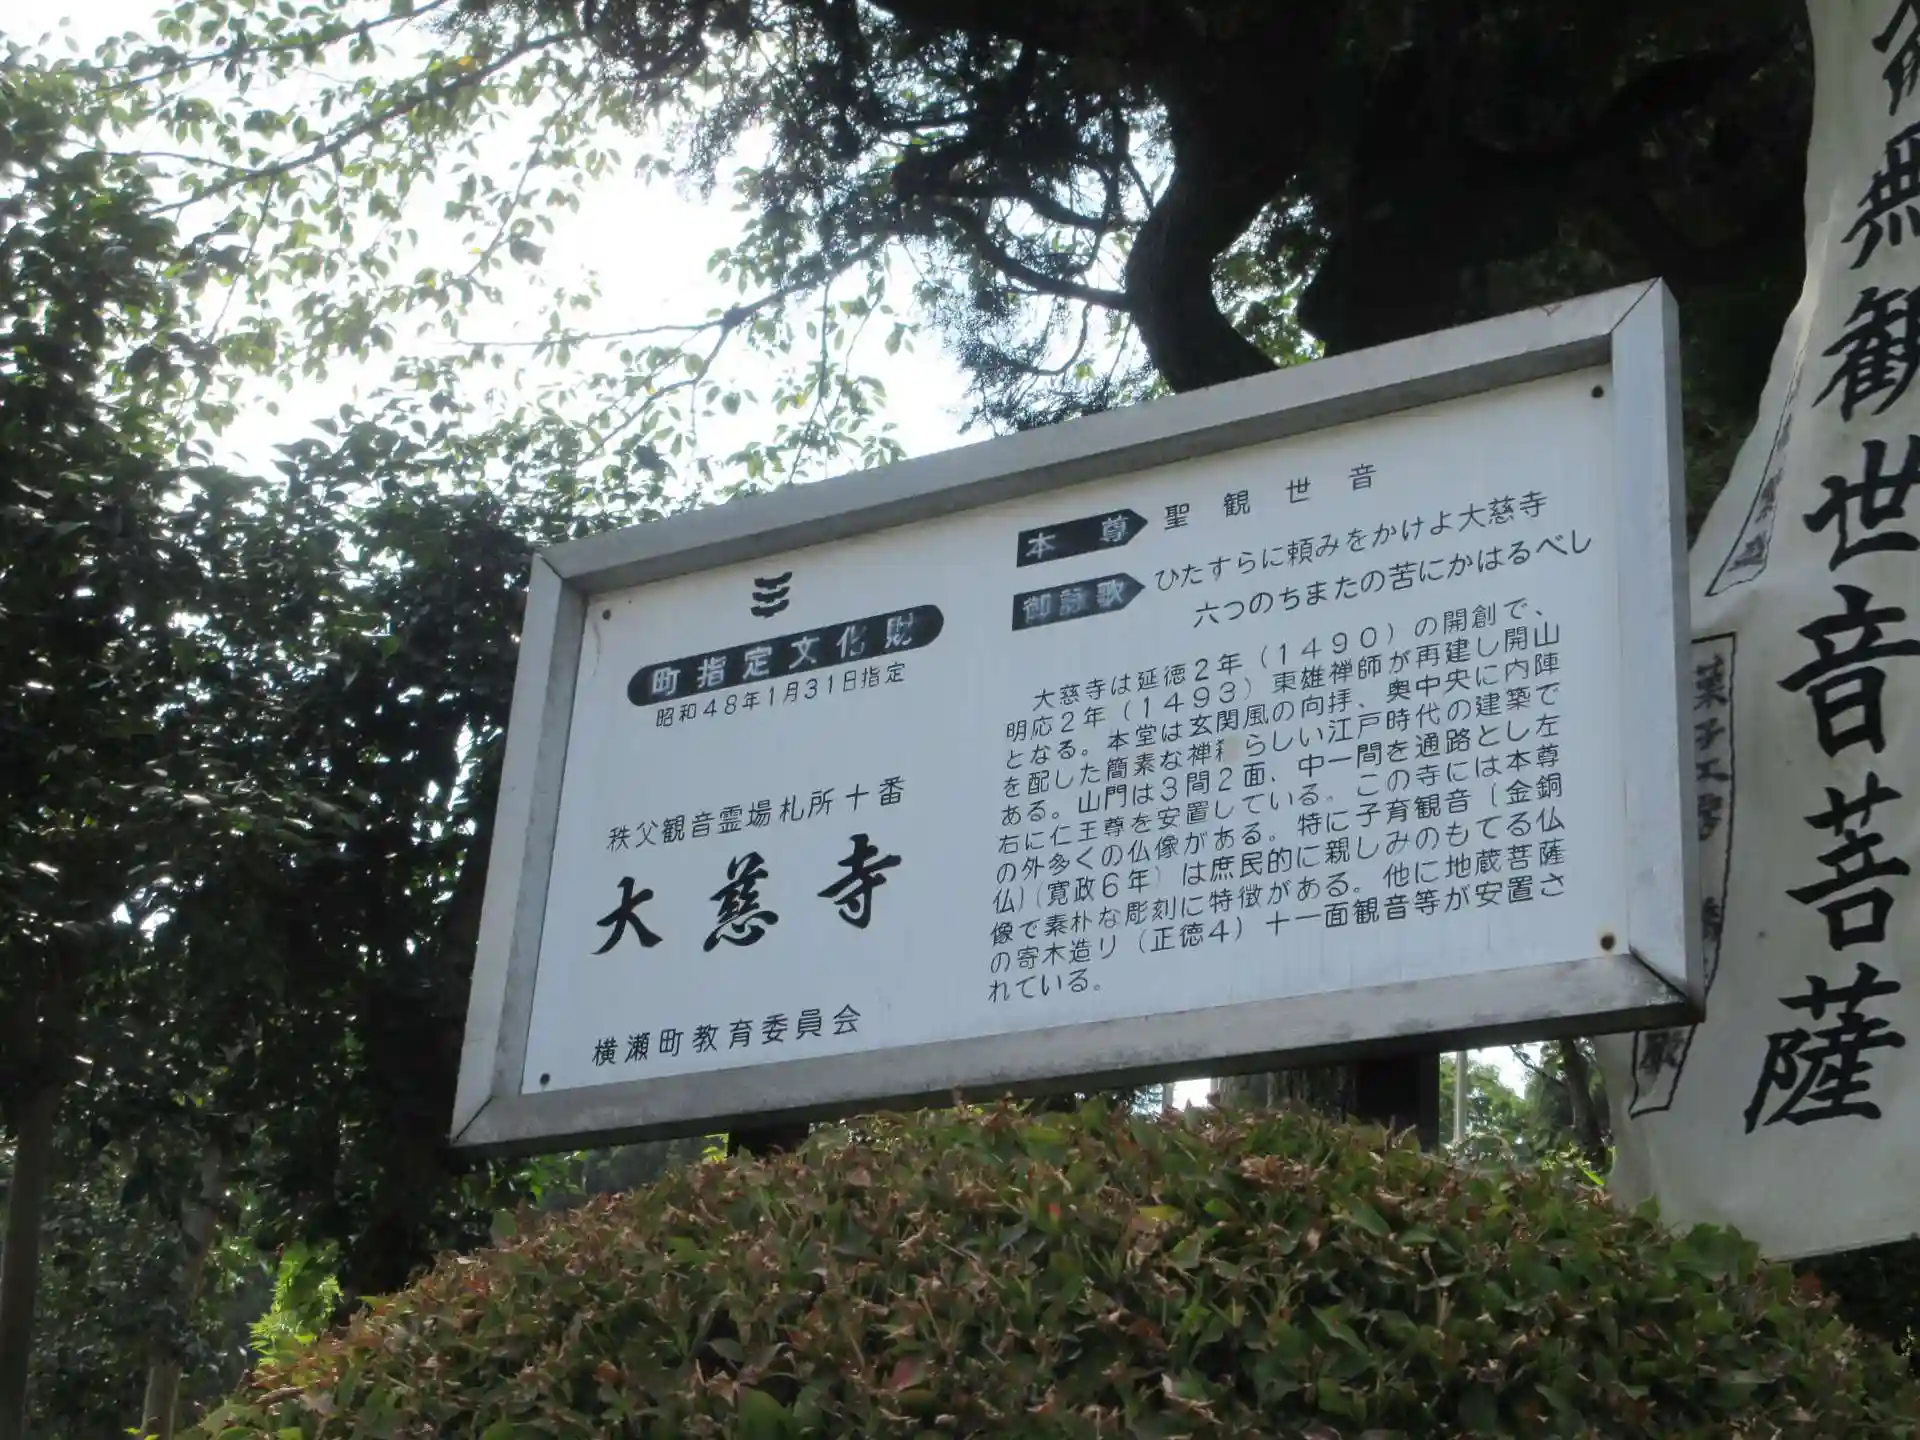 町指定文化財
昭和48年1月31日指定
秩父観音霊場札所十番
大慈寺
横瀬町教育委員会
本尊 聖観世音
御詠歌 ひたすらに頼みをかけよ大慈寺
六つのちまたの苦にかはるべし
大慈寺は延徳2年(1490)の開創で、
明応2年(1493)東雄禅師が再建し開山
となる。本堂は玄関風の向拝、奥中央に内陣
を配した簡素な禅 らしい江戸時代の建築で
ある。山門は3間2面、中一間を通路とし左
右に仁王尊を安置している。この寺には本尊
の外多くの仏像がある。特に子育観音(金銅
仏)(寛政6年)は庶民的に親しみのもてる仏
像で素朴な彫刻に特徴がある。他に地蔵菩薩
の寄木造り(正徳4)十一面観音等が安置さ
れている。
無観世音菩薩
菓子工房